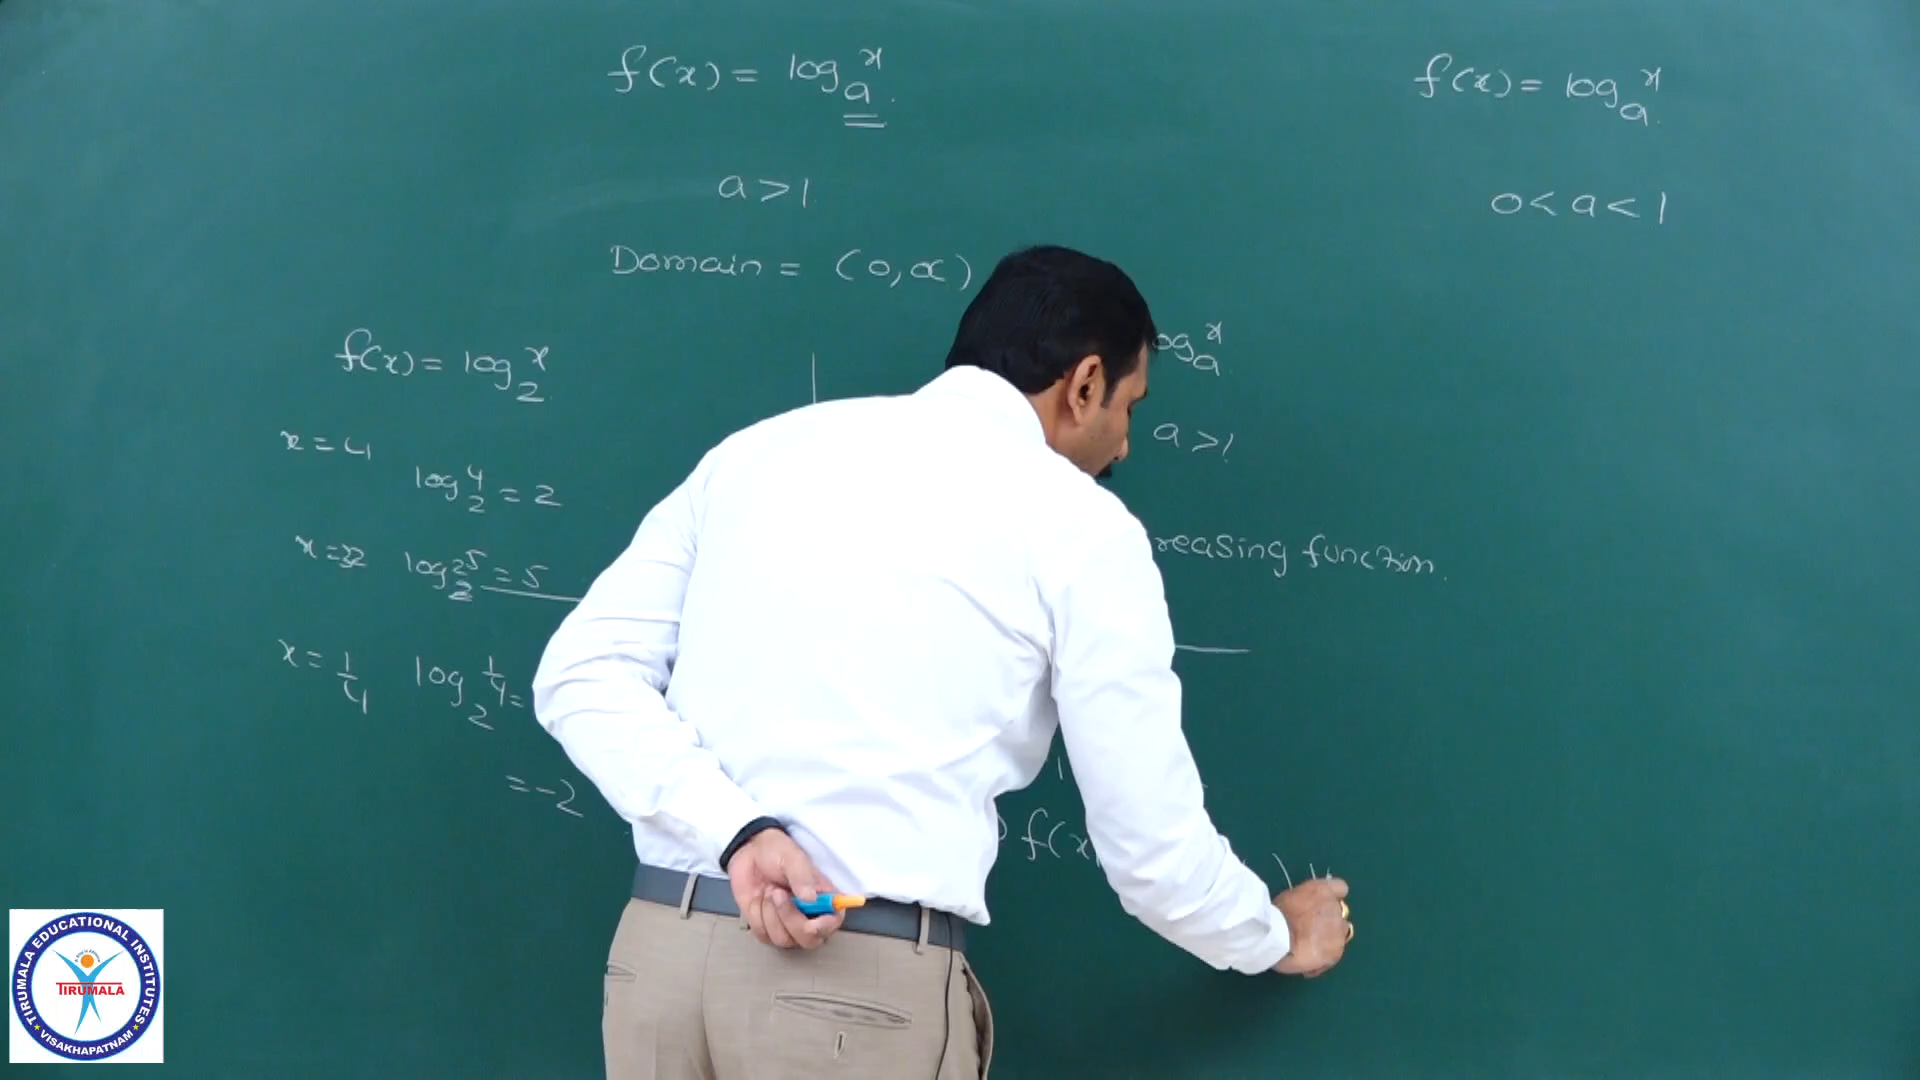 f(x) = log_a^x
a > 1
Domain = (0, ∝)
f(x) = log_2^x
x = 4
log_2^4 = 2
x = 32 log_2 2^5 = 5
x = 1/4 log_2^{1/4} =
= -2
og_a^x
a > 1
reasing function.
f(x)
f(x) = log_a^x
0 < a < 1
TIRUMALA EDUCATIONAL INSTITUTES
TIRUMALA
★ VISAKHAPATNAM ★